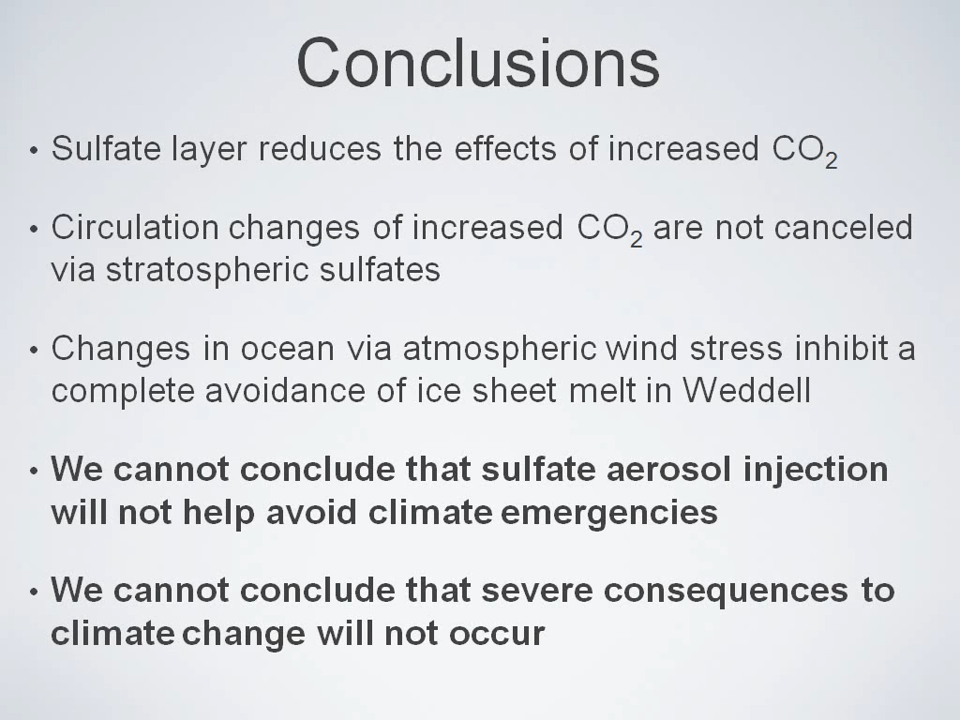 Conclusions
• Sulfate layer reduces the effects of increased CO₂
• Circulation changes of increased CO₂ are not canceled
via stratospheric sulfates
• Changes in ocean via atmospheric wind stress inhibit a
complete avoidance of ice sheet melt in Weddell
• We cannot conclude that sulfate aerosol injection
will not help avoid climate emergencies
• We cannot conclude that severe consequences to
climate change will not occur